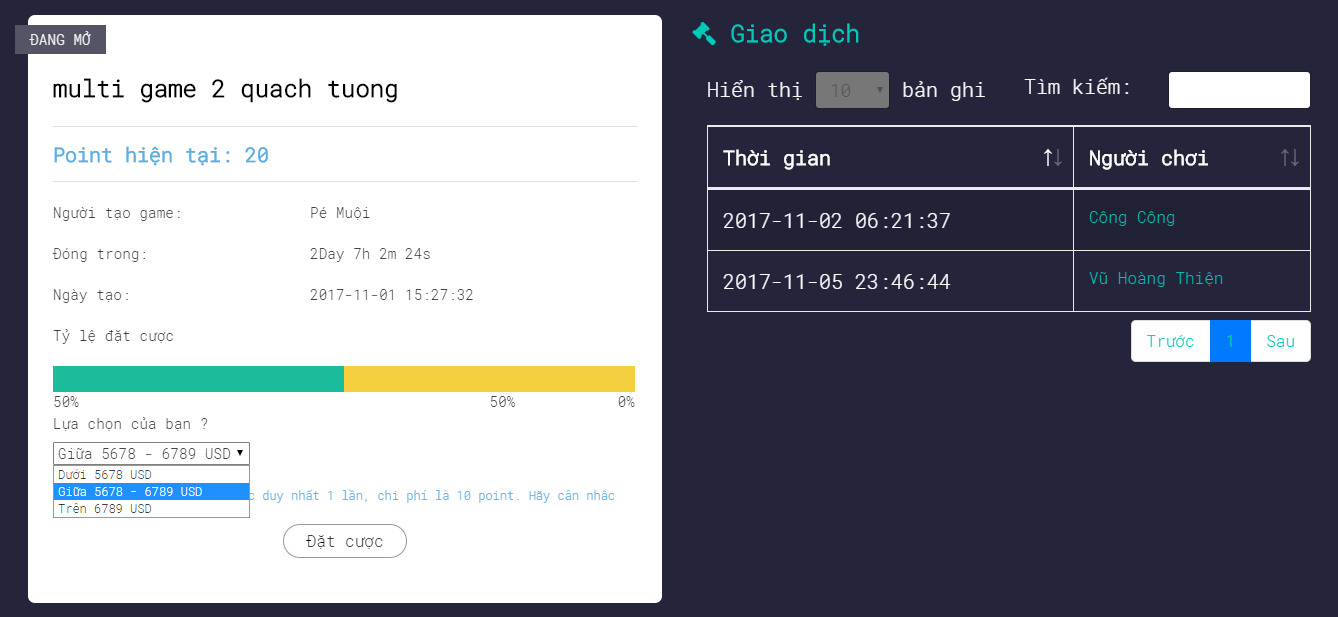 ĐANG MỞ
multi game 2 quach tuong
Point hiện tại: 20
Người tạo game: Pé Muội
Đóng trong: 2Day 7h 2m 24s
Ngày tạo: 2017-11-01 15:27:32
Tỷ lệ đặt cược
50% 50% 0%
Lựa chọn của bạn ?
Giữa 5678 - 6789 USD
Dưới 5678 USD
Giữa 5678 - 6789 USD
Trên 6789 USD
duy nhất 1 lần, chi phí là 10 point. Hãy cân nhắc
Đặt cược
Giao dịch
Hiển thị 10 bản ghi Tìm kiếm:
Thời gian Người chơi
2017-11-02 06:21:37 Công Công
2017-11-05 23:46:44 Vũ Hoàng Thiện
Trước 1 Sau